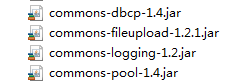 commons-dbcp-1.4.jar
commons-fileupload-1.2.1.jar
commons-logging-1.2.jar
commons-pool-1.4.jar